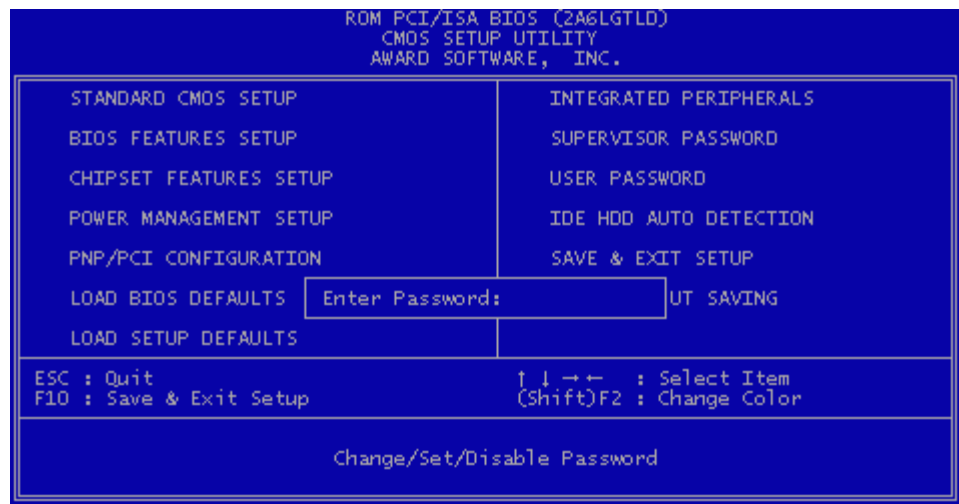 ROM PCI/ISA BIOS (2A6LGTLD)
CMOS SETUP UTILITY
AWARD SOFTWARE, INC.
STANDARD CMOS SETUP
BIOS FEATURES SETUP
CHIPSET FEATURES SETUP
POWER MANAGEMENT SETUP
PNP/PCI CONFIGURATION
LOAD BIOS DEFAULTS
LOAD SETUP DEFAULTS
INTEGRATED PERIPHERALS
SUPERVISOR PASSWORD
USER PASSWORD
IDE HDD AUTO DETECTION
SAVE & EXIT SETUP
UT SAVING
Enter Password:
ESC : Quit
F10 : Save & Exit Setup
↑ ↓ → ← : Select Item
(Shift)F2 : Change Color
Change/Set/Disable Password